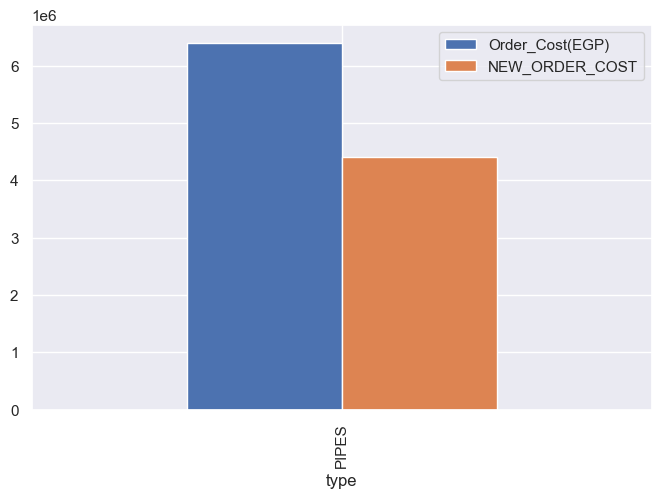 1e6
Order_Cost(EGP)
NEW_ORDER_COST
6
5
4
3
2
1
0
PIPES
type